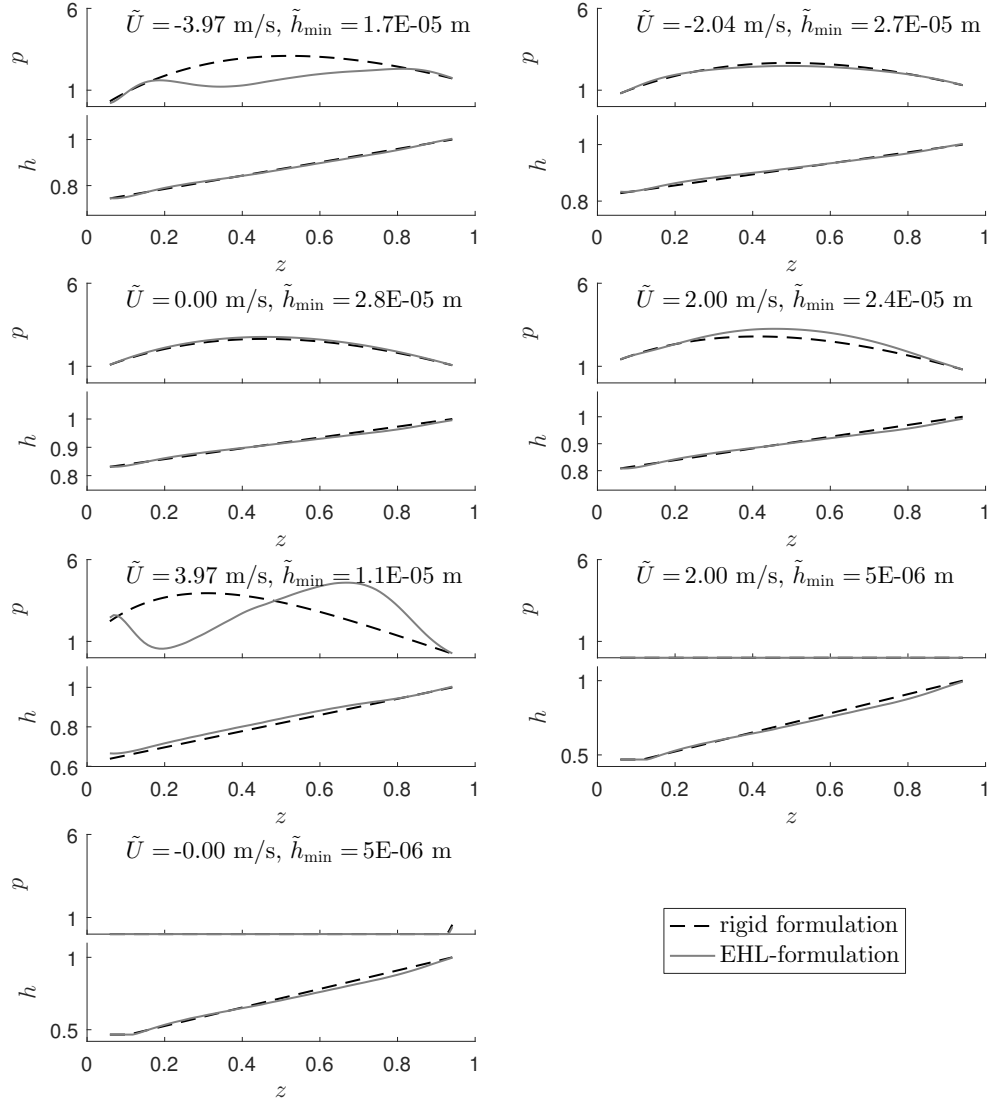 Ũ = -3.97 m/s, h̃min = 1.7E-05 m
6
1
p
1
0.8
h
0 0.2 0.4 0.6 0.8 1
z
Ũ = -2.04 m/s, h̃min = 2.7E-05 m
6
1
p
1
0.8
h
0 0.2 0.4 0.6 0.8 1
z
Ũ = 0.00 m/s, h̃min = 2.8E-05 m
6
1
p
1
0.9
0.8
h
0 0.2 0.4 0.6 0.8 1
z
Ũ = 2.00 m/s, h̃min = 2.4E-05 m
6
1
p
1
0.9
0.8
h
0 0.2 0.4 0.6 0.8 1
z
Ũ = 3.97 m/s, h̃min = 1.1E-05 m
6
1
p
1
0.8
0.6
h
0 0.2 0.4 0.6 0.8 1
z
Ũ = 2.00 m/s, h̃min = 5E-06 m
6
1
p
1
0.5
h
0 0.2 0.4 0.6 0.8 1
z
Ũ = -0.00 m/s, h̃min = 5E-06 m
6
1
p
1
0.5
h
0 0.2 0.4 0.6 0.8 1
z
rigid formulation
EHL-formulation